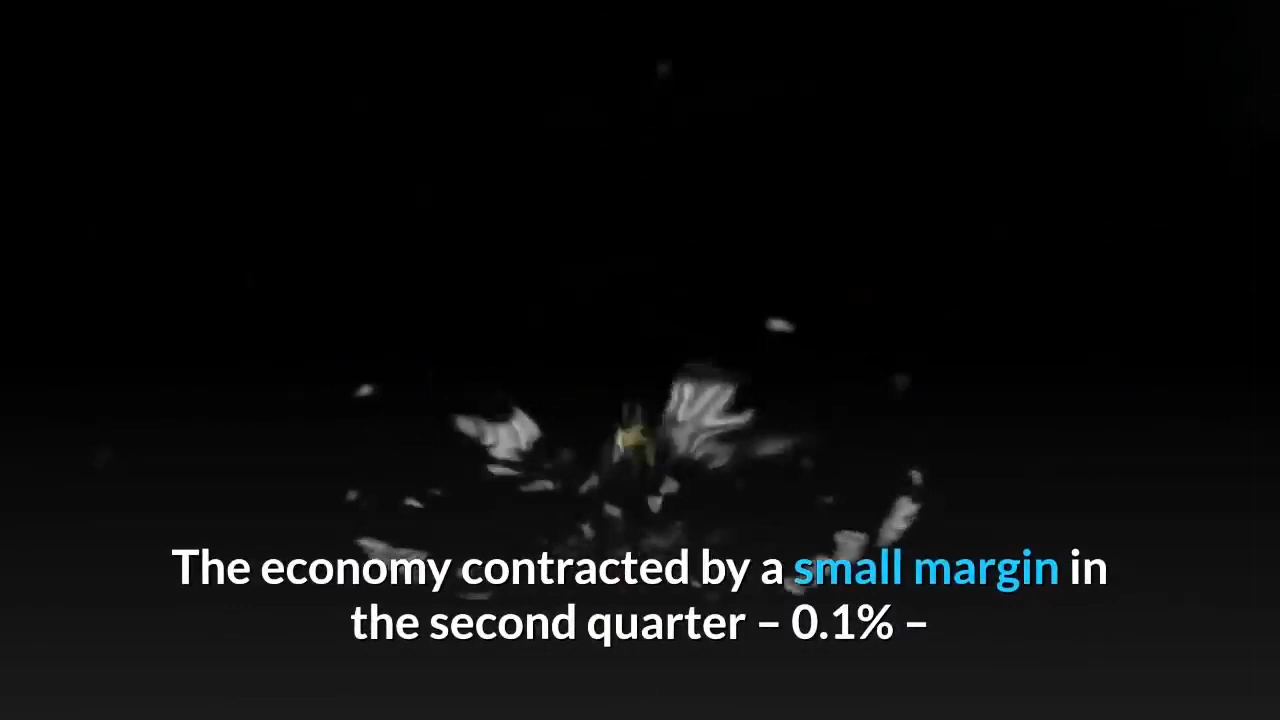 The economy contracted by a small margin in
the second quarter – 0.1% –